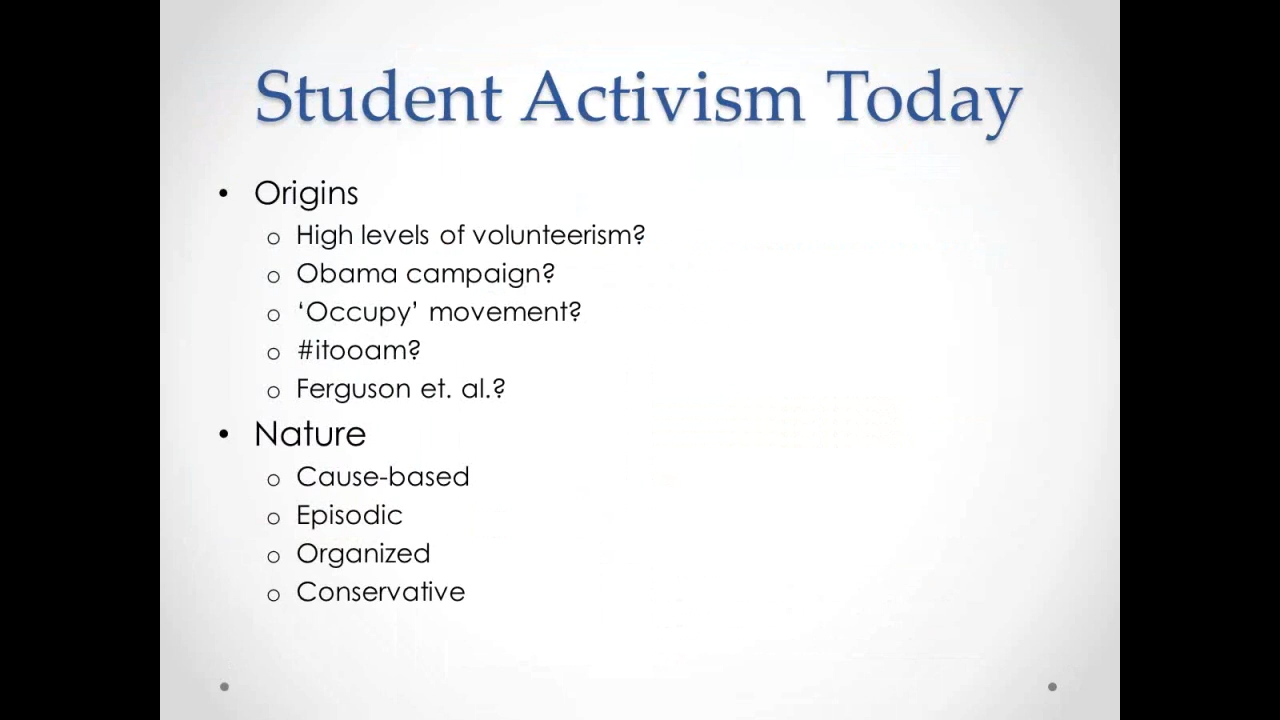 Student Activism Today
• Origins
o High levels of volunteerism?
o Obama campaign?
o ‘Occupy’ movement?
o #itooam?
o Ferguson et. al.?
• Nature
o Cause-based
o Episodic
o Organized
o Conservative